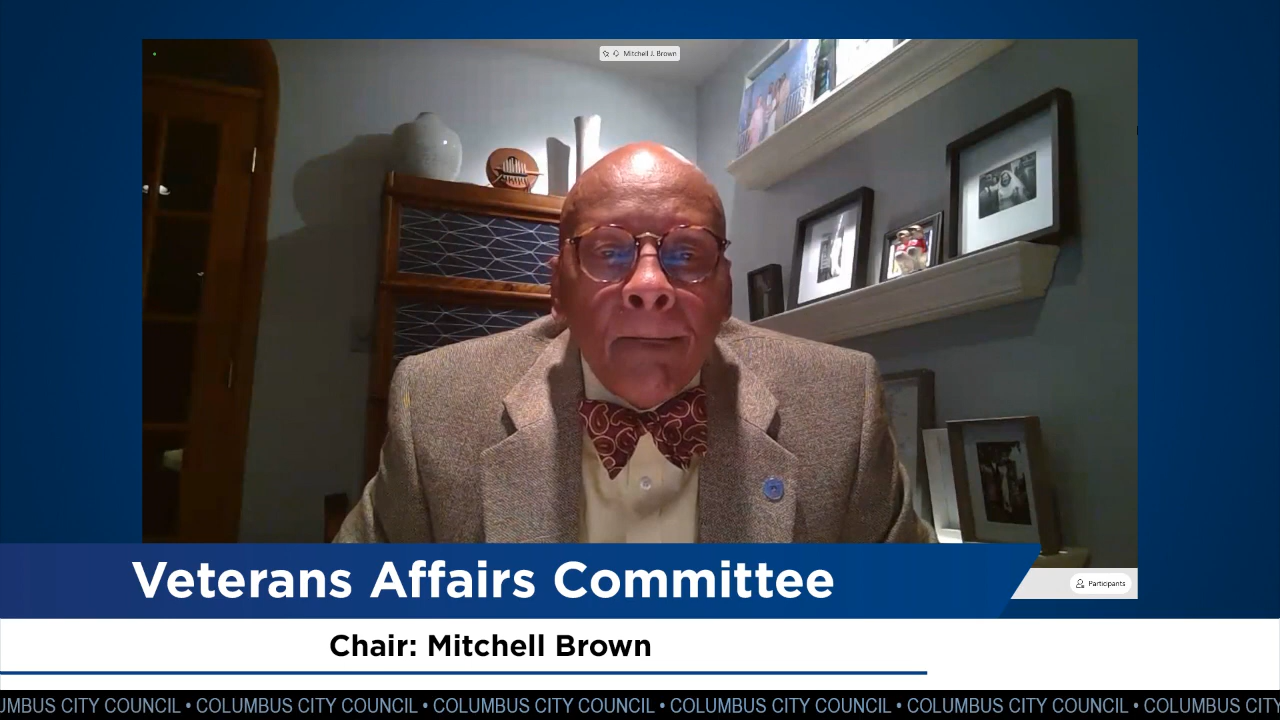 Mitchell J. Brown
Participants
Veterans Affairs Committee
Chair: Mitchell Brown
UMBUS CITY COUNCIL • COLUMBUS CITY COUNCIL • COLUMBUS CITY COUNCIL • COLUMBUS CITY COUNCIL • COLUMBUS CITY COUNCIL • COLUMBUS CITY